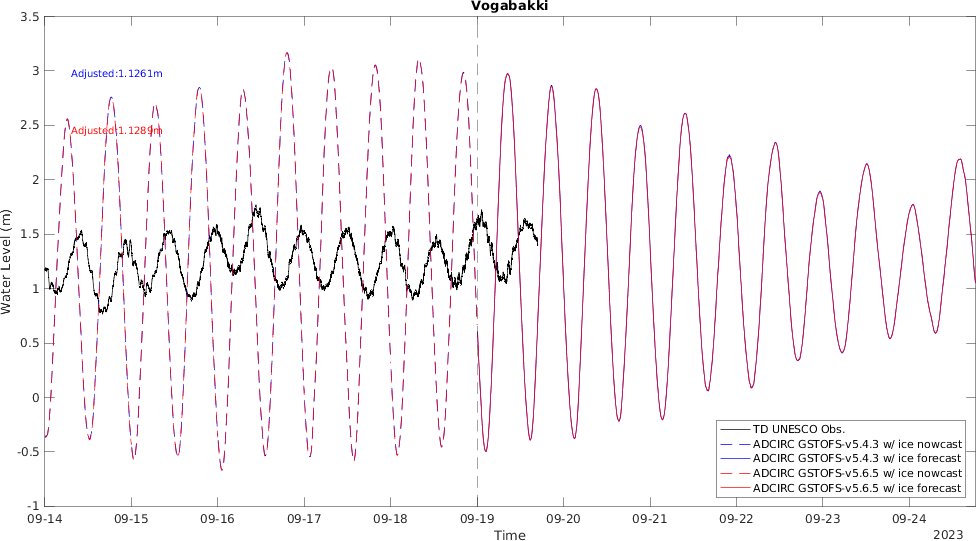 Vogabakki
3.5
3
2.5
2
1.5
1
0.5
0
-0.5
-1
Water Level (m)
Adjusted:1.1261m
Adjusted:1.1289m
TD UNESCO Obs.
ADCIRC GSTOFS-v5.4.3 w/ ice nowcast
ADCIRC GSTOFS-v5.4.3 w/ ice forecast
ADCIRC GSTOFS-v5.6.5 w/ ice nowcast
ADCIRC GSTOFS-v5.6.5 w/ ice forecast
09-14 09-15 09-16 09-17 09-18 09-19 09-20 09-21 09-22 09-23 09-24
Time
2023